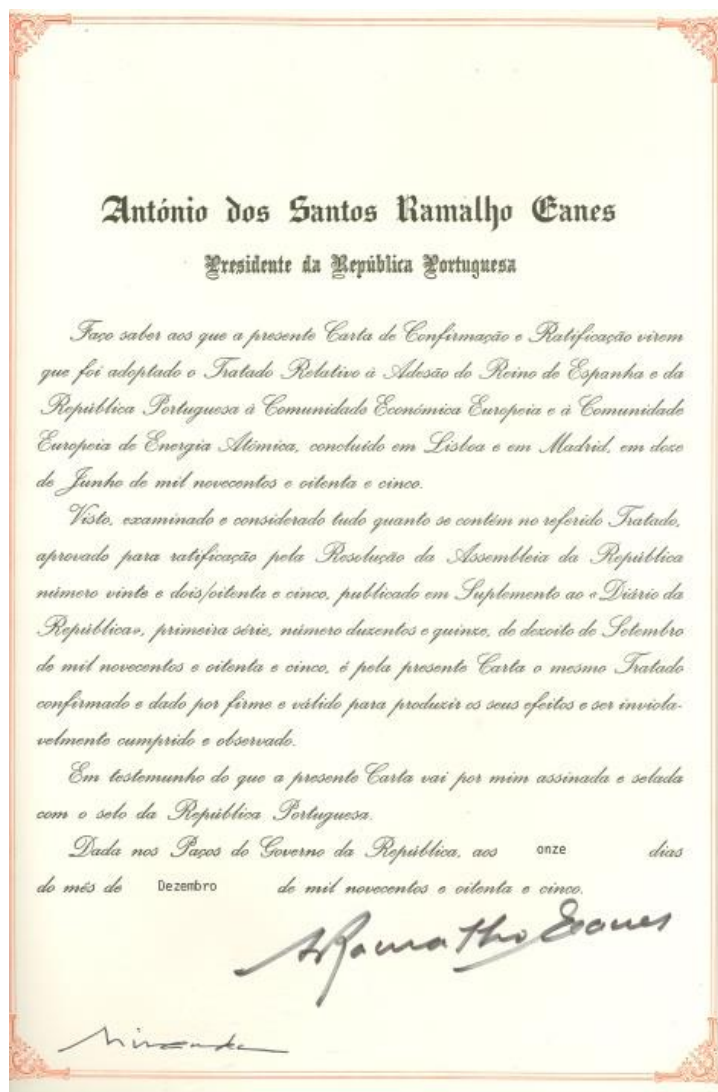 António dos Santos Ramalho Eanes
Presidente da República Portuguesa
Faço saber aos que a presente Carta de Confirmação e Ratificação virem
que foi adoptado o Tratado Relativo à Adesão do Reino de Espanha e da
República Portuguesa à Comunidade Económica Europeia e à Comunidade
Europeia de Energia Atómica, concluído em Lisboa e em Madrid, em doze
de Junho de mil novecentos e oitenta e cinco.
Visto, examinado e considerado tudo quanto se contém no referido Tratado,
aprovado para ratificação pela Resolução da Assembleia da República
número vinte e dois/oitenta e cinco, publicado em Suplemento ao «Diário da
República», primeira série, número duzentos e quinze, de dezoito de Setembro
de mil novecentos e oitenta e cinco, é pela presente Carta o mesmo Tratado
confirmado e dado por firme e válido para produzir os seus efeitos e ser inviola-
velmente cumprido e observado.
Em testemunho do que a presente Carta vai por mim assinada e selada
com o selo da República Portuguesa.
Dada nos Paços do Governo da República, aos onze dias
do mês de Dezembro de mil novecentos e oitenta e cinco.
ARamalho Eanes